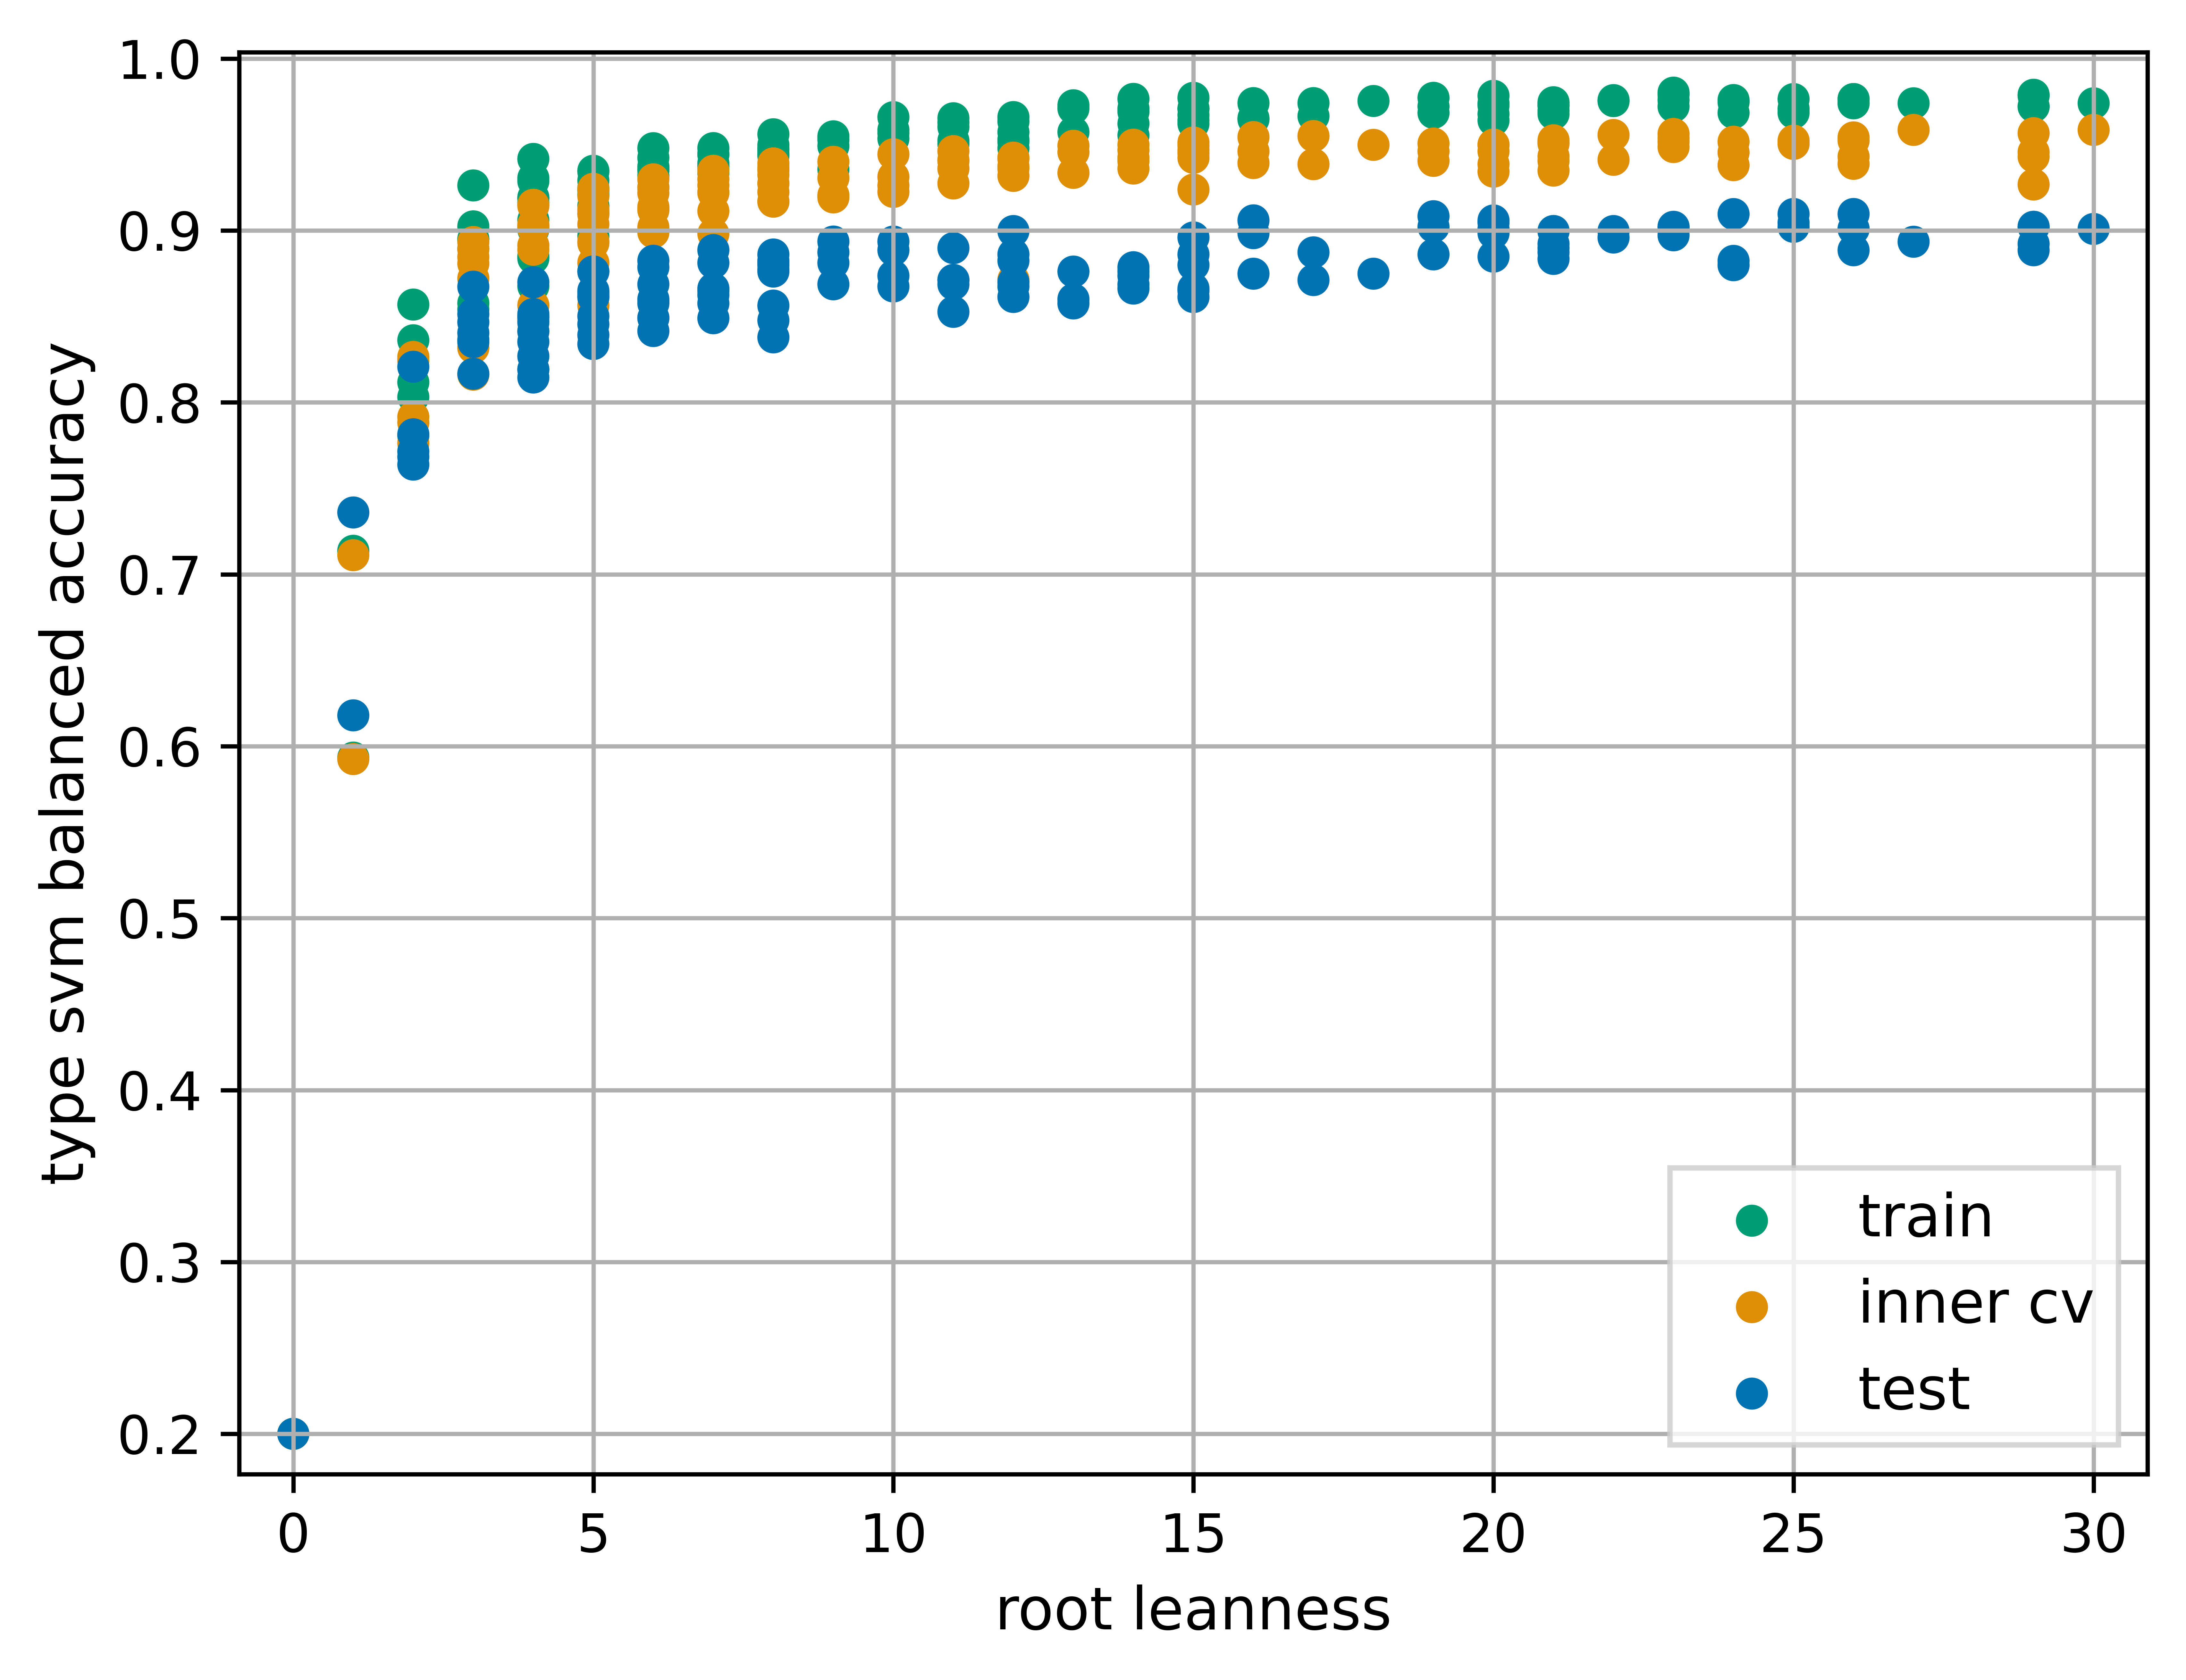 type svm balanced accuracy
1.0
0.9
0.8
0.7
0.6
0.5
0.4
0.3
0.2
0 5 10 15 20 25 30
root leanness
train
inner cv
test